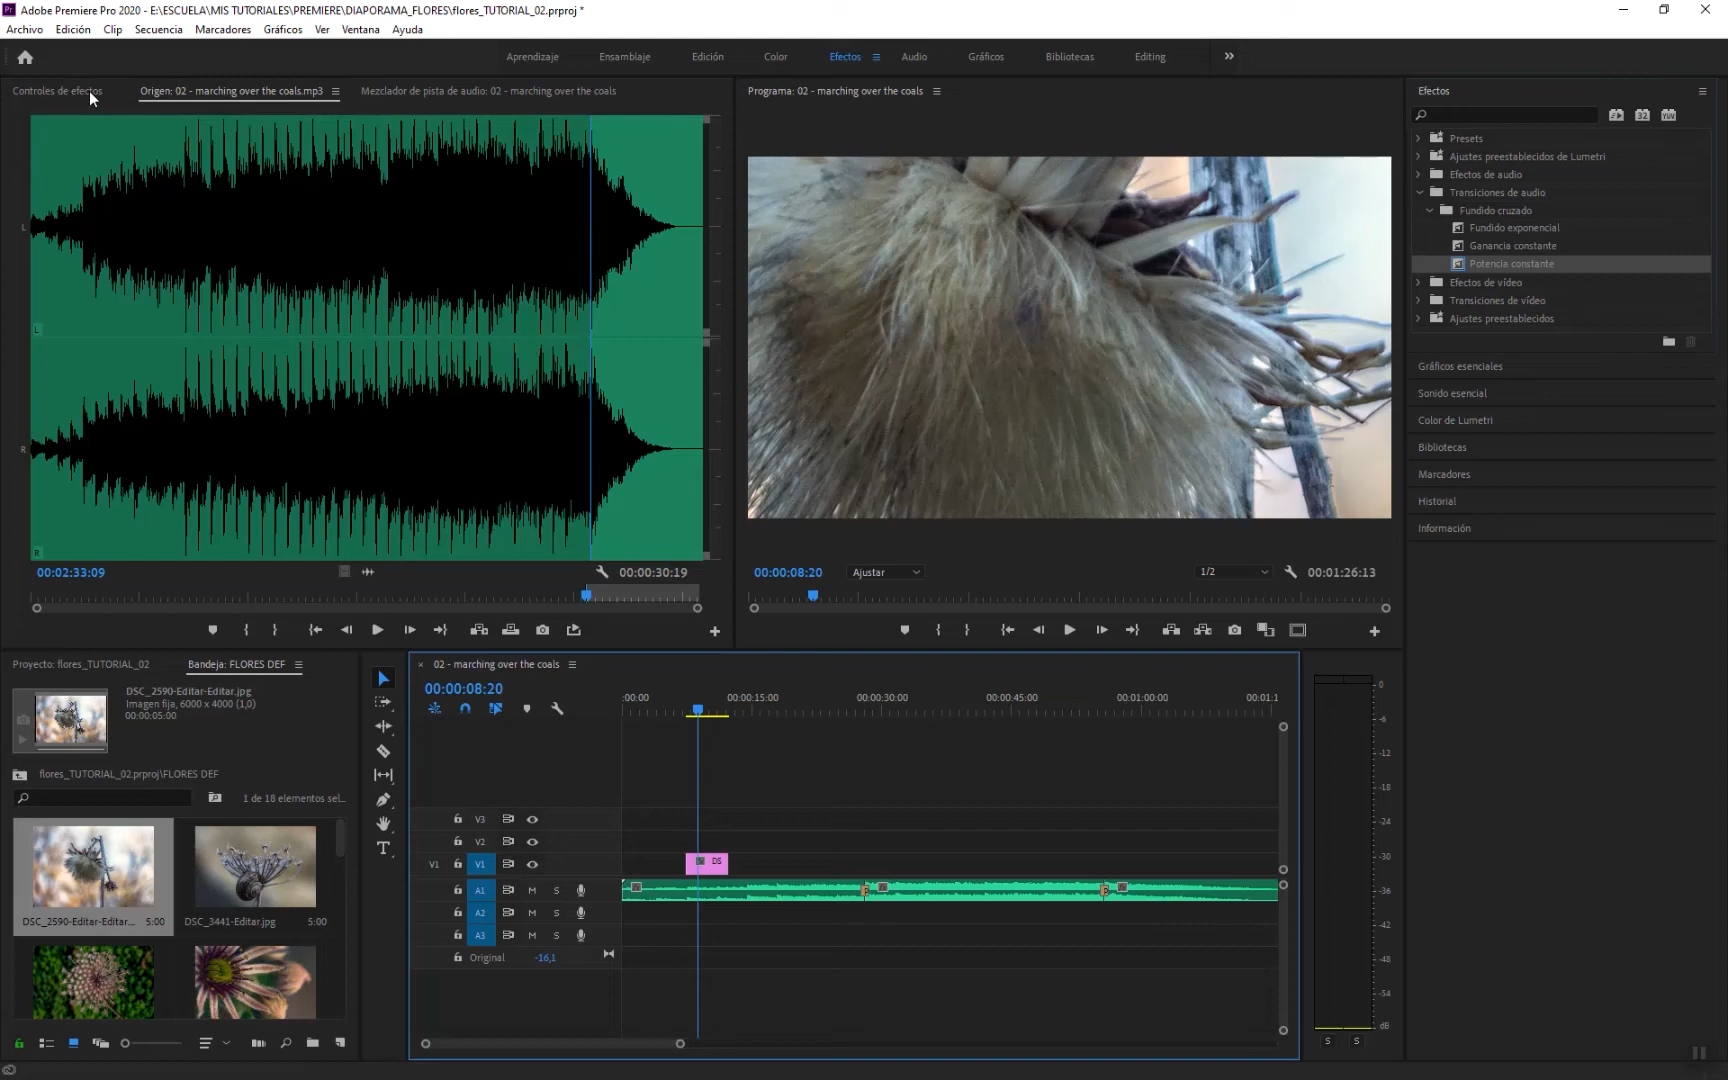 Adobe Premiere Pro 2020 - E:\ESCUELA\MIS TUTORIALES\PREMIERE\DIAPORAMA_FLORES\flores_TUTORIAL_02.prproj *
Archivo Edición Clip Secuencia Marcadores Gráficos Ver Ventana Ayuda
Aprendizaje Ensamblaje Edición Color Efectos Audio Gráficos Bibliotecas Editing
Controles de efectos Origen: 02 - marching over the coals.mp3 Mezclador de pista de audio: 02 - marching over the coals
Programa: 02 - marching over the coals
Efectos
Presets
Ajustes preestablecidos de Lumetri
Efectos de audio
Transiciones de audio
Fundido cruzado
Fundido exponencial
Ganancia constante
Potencia constante
Efectos de vídeo
Transiciones de vídeo
Ajustes preestablecidos
Gráficos esenciales
Sonido esencial
Color de Lumetri
Bibliotecas
Marcadores
Historial
Información
L
L
R
R
00:02:33:09 00:00:30:19
00:00:08:20 Ajustar 1/2 00:01:26:13
Proyecto: flores_TUTORIAL_02 Bandeja: FLORES DEF
DSC_2590-Editar-Editar.jpg
Imagen fija, 6000 x 4000 (1,0)
00:00:05:00
flores_TUTORIAL_02.prproj\FLORES DEF
1 de 18 elementos sel...
DSC_2590-Editar-Editar... 5:00 DSC_3441-Editar.jpg 5:00
02 - marching over the coals
00:00:08:20
:00:00 00:00:15:00 00:00:30:00 00:00:45:00 00:01:00:00 00:01:1
V3
V2
V1 V1 DS
A1 M S
A2 M S
A3 M S
Original -16,1
0
-6
-12
-18
-24
-30
-36
-42
-48
-54
dB
S S